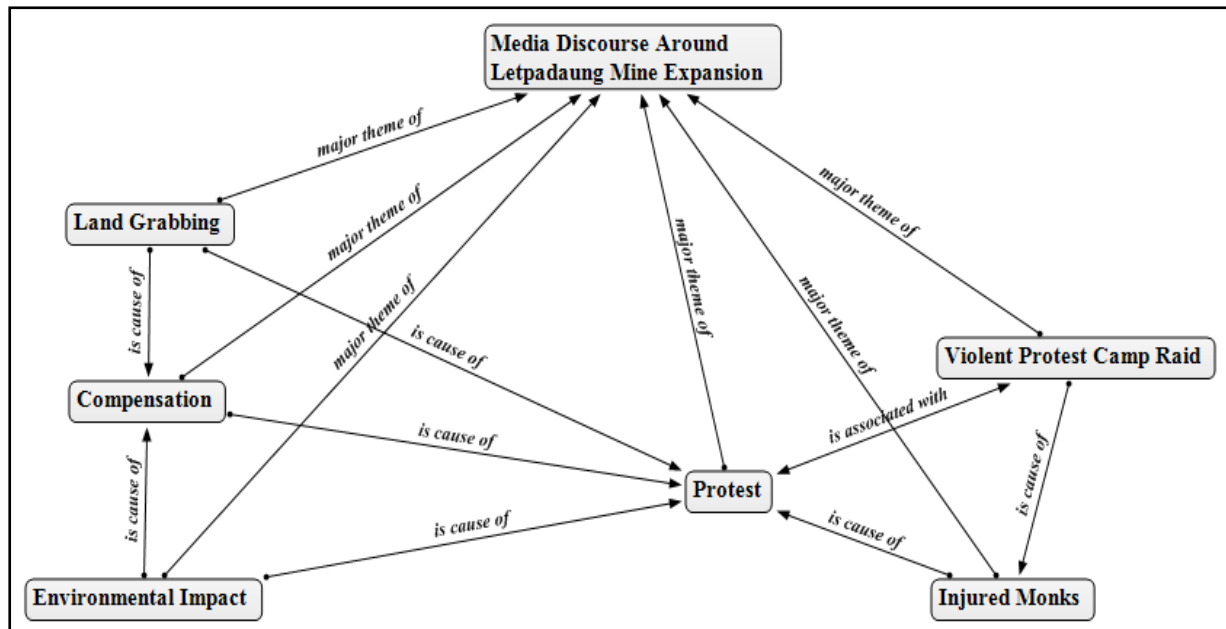 Media Discourse Around
Letpadaung Mine Expansion
major theme of
major theme of
major theme of
major theme of
major theme of
major theme of
Land Grabbing
is cause of
is cause of
Violent Protest Camp Raid
Compensation
is associated with
is cause of
Protest
is cause of
is cause of
is cause of
is cause of
Environmental Impact
Injured Monks